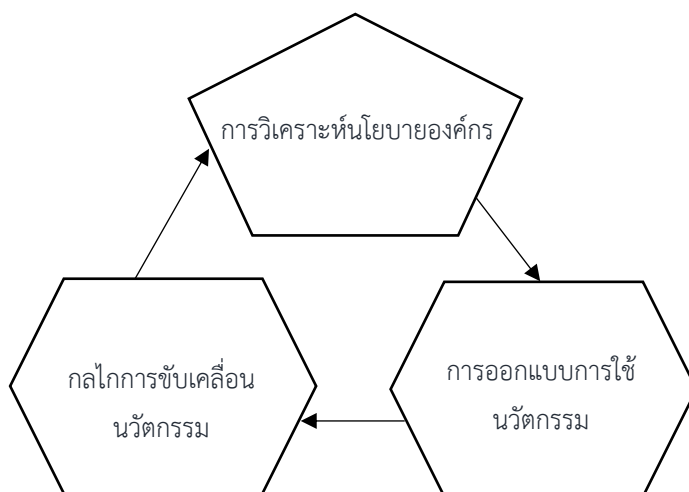 การวิเคราะห์นโยบายองค์กร
กลไกการขับเคลื่อน
นวัตกรรม
การออกแบบการใช้
นวัตกรรม